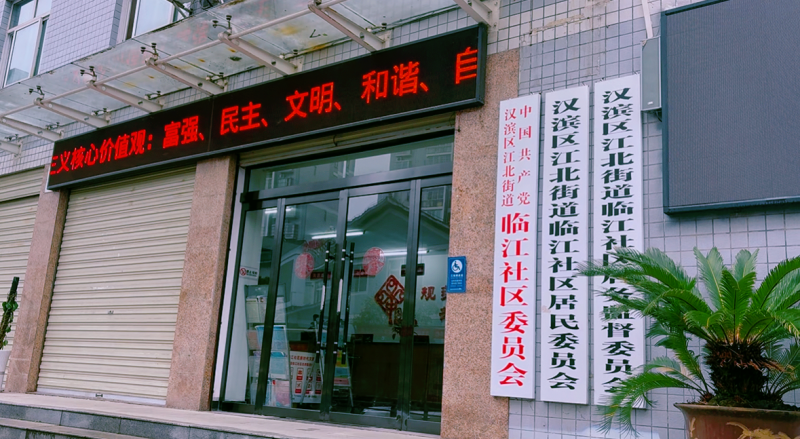 主义核心价值观：富强、民主、文明、和谐、自
中国共产党
汉滨区江北街道
临江社区委员会
汉滨区江北街道临江社区居民委员会
汉滨区江北街道临江社区居务监督委员会